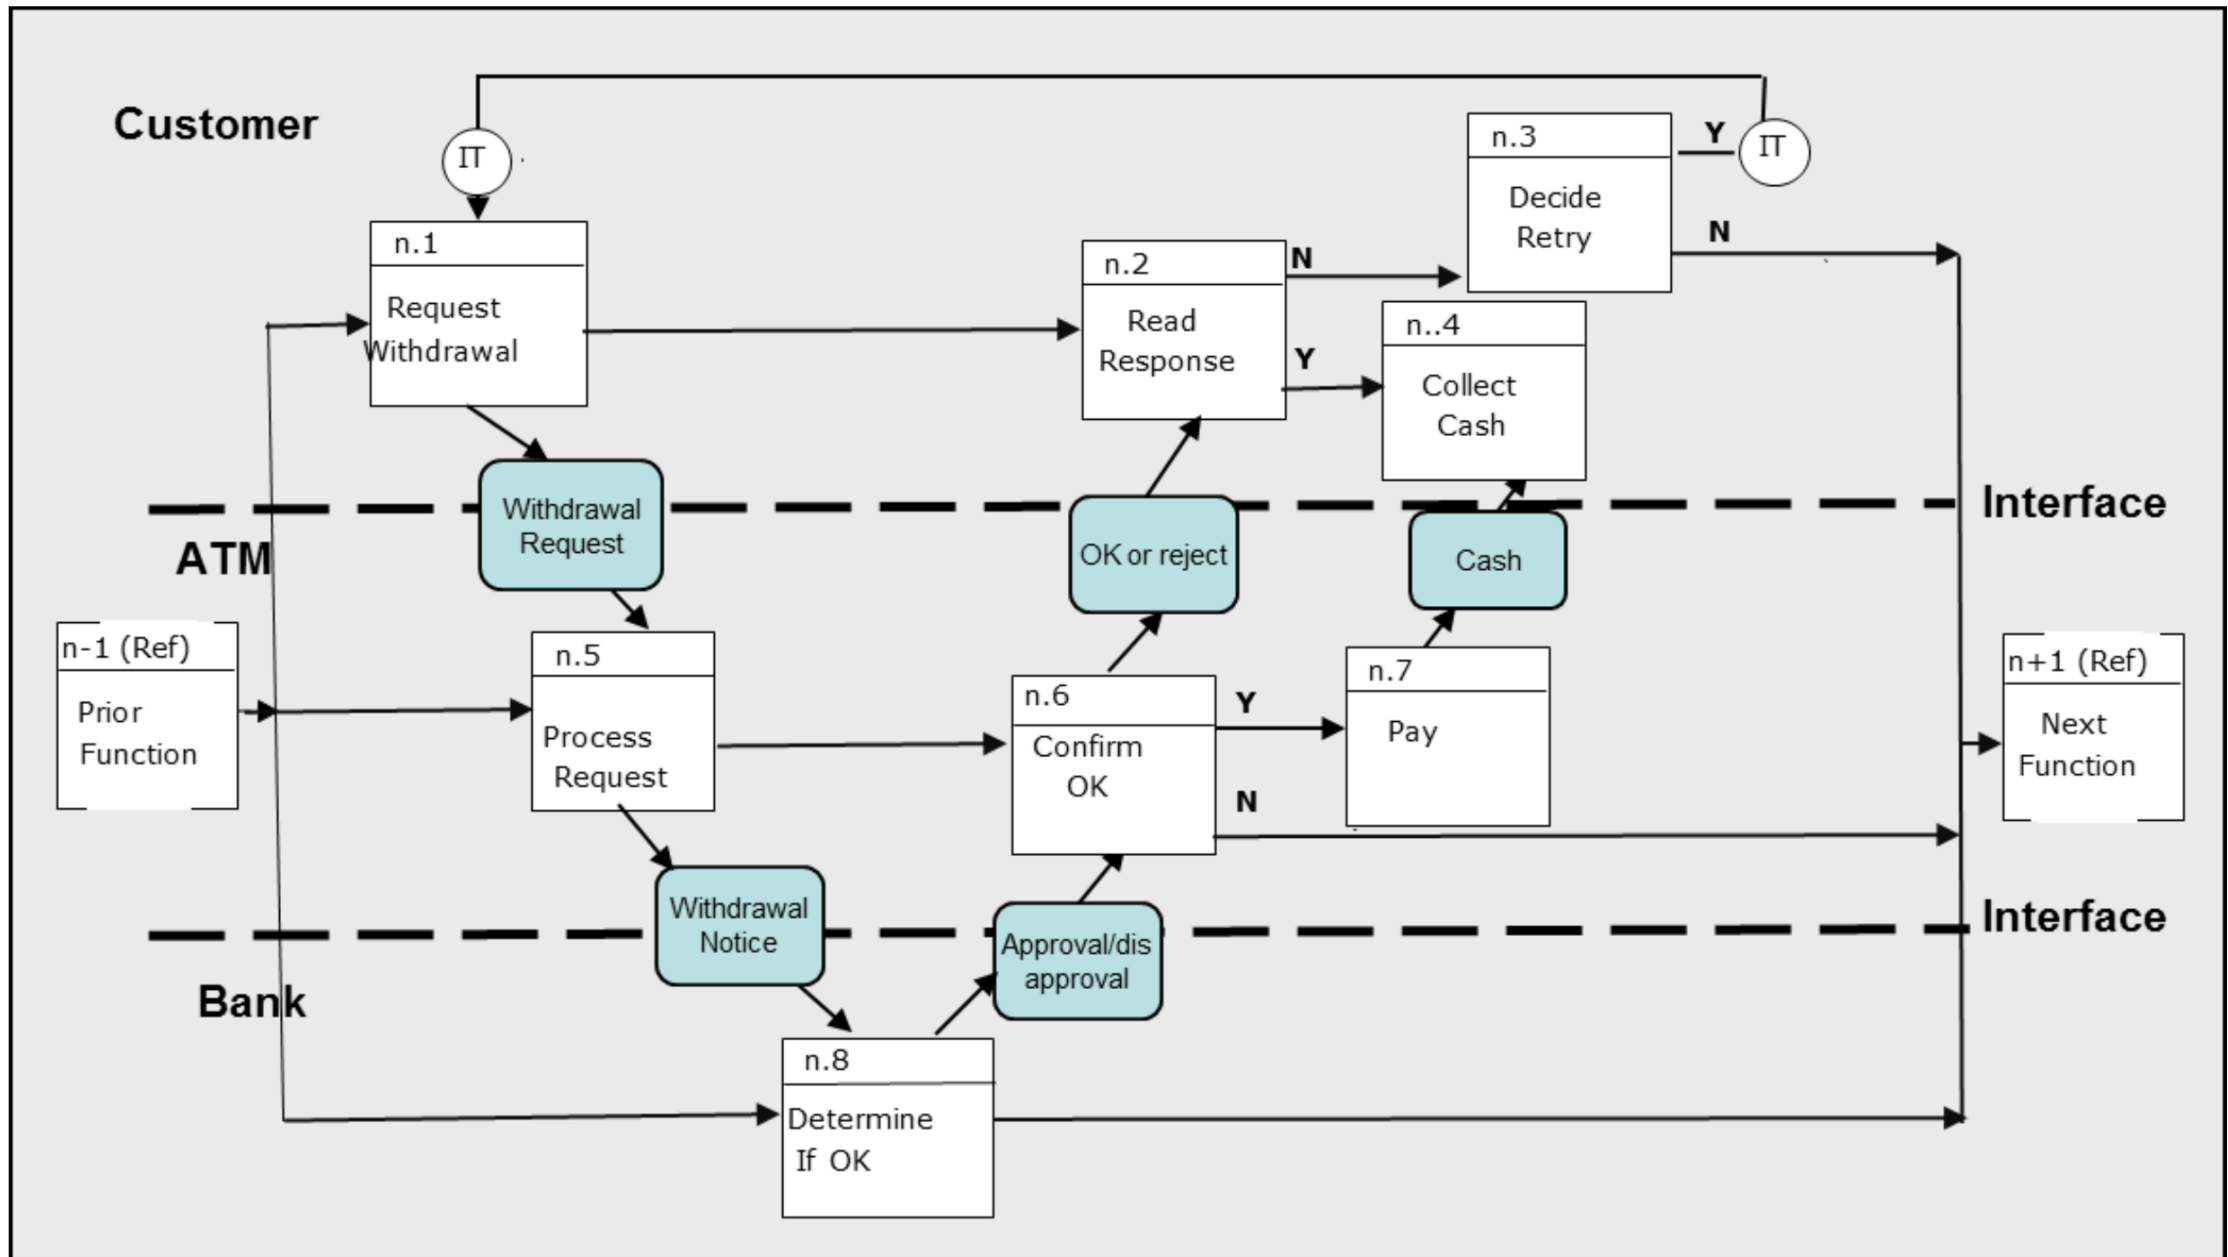 Customer
IT
IT
n.3
Y
Decide
Retry
N
n.1
Request
Withdrawal
n.2
N
Read
Response
Y
n..4
Collect
Cash
Withdrawal
Request
OK or reject
Cash
Interface
ATM
n-1 (Ref)
Prior
Function
n.5
Process
Request
n.6
Confirm
OK
Y
N
n.7
Pay
n+1 (Ref)
Next
Function
Withdrawal
Notice
Approval/dis
approval
Interface
Bank
n.8
Determine
If OK